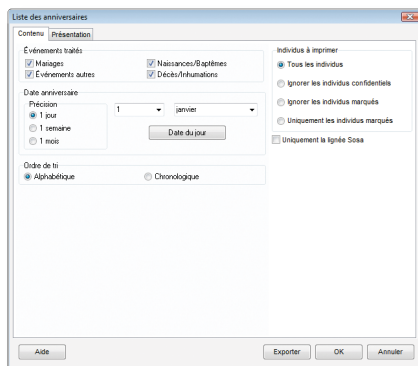 Liste des anniversaires
Contenu Présentation
Événements traités
Mariages Naissances/Baptêmes
Événements autres Décès/Inhumations
Date anniversaire
Précision
1 jour 1 janvier
1 semaine Date du jour
1 mois
Ordre de tri
Alphabétique Chronologique
Individus à imprimer
Tous les individus
Ignorer les individus confidentiels
Ignorer les individus marqués
Uniquement les individus marqués
Uniquement la lignée Sosa
Aide Exporter OK Annuler